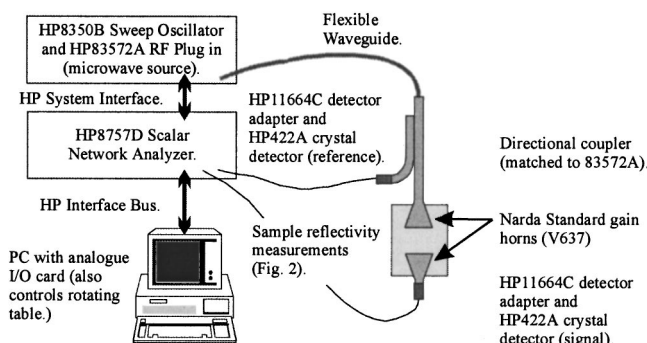 HP8350B Sweep Oscillator
and HP83572A RF Plug in
(microwave source).
Flexible
Waveguide.
HP System Interface.
HP8757D Scalar
Network Analyzer.
HP11664C detector
adapter and
HP422A crystal
detector (reference).
Directional coupler
(matched to 83572A).
HP Interface Bus.
PC with analogue
I/O card (also
controls rotating
table.)
Sample reflectivity
measurements
(Fig. 2).
Narda Standard gain
horns (V637)
HP11664C detector
adapter and
HP422A crystal
detector (signal)